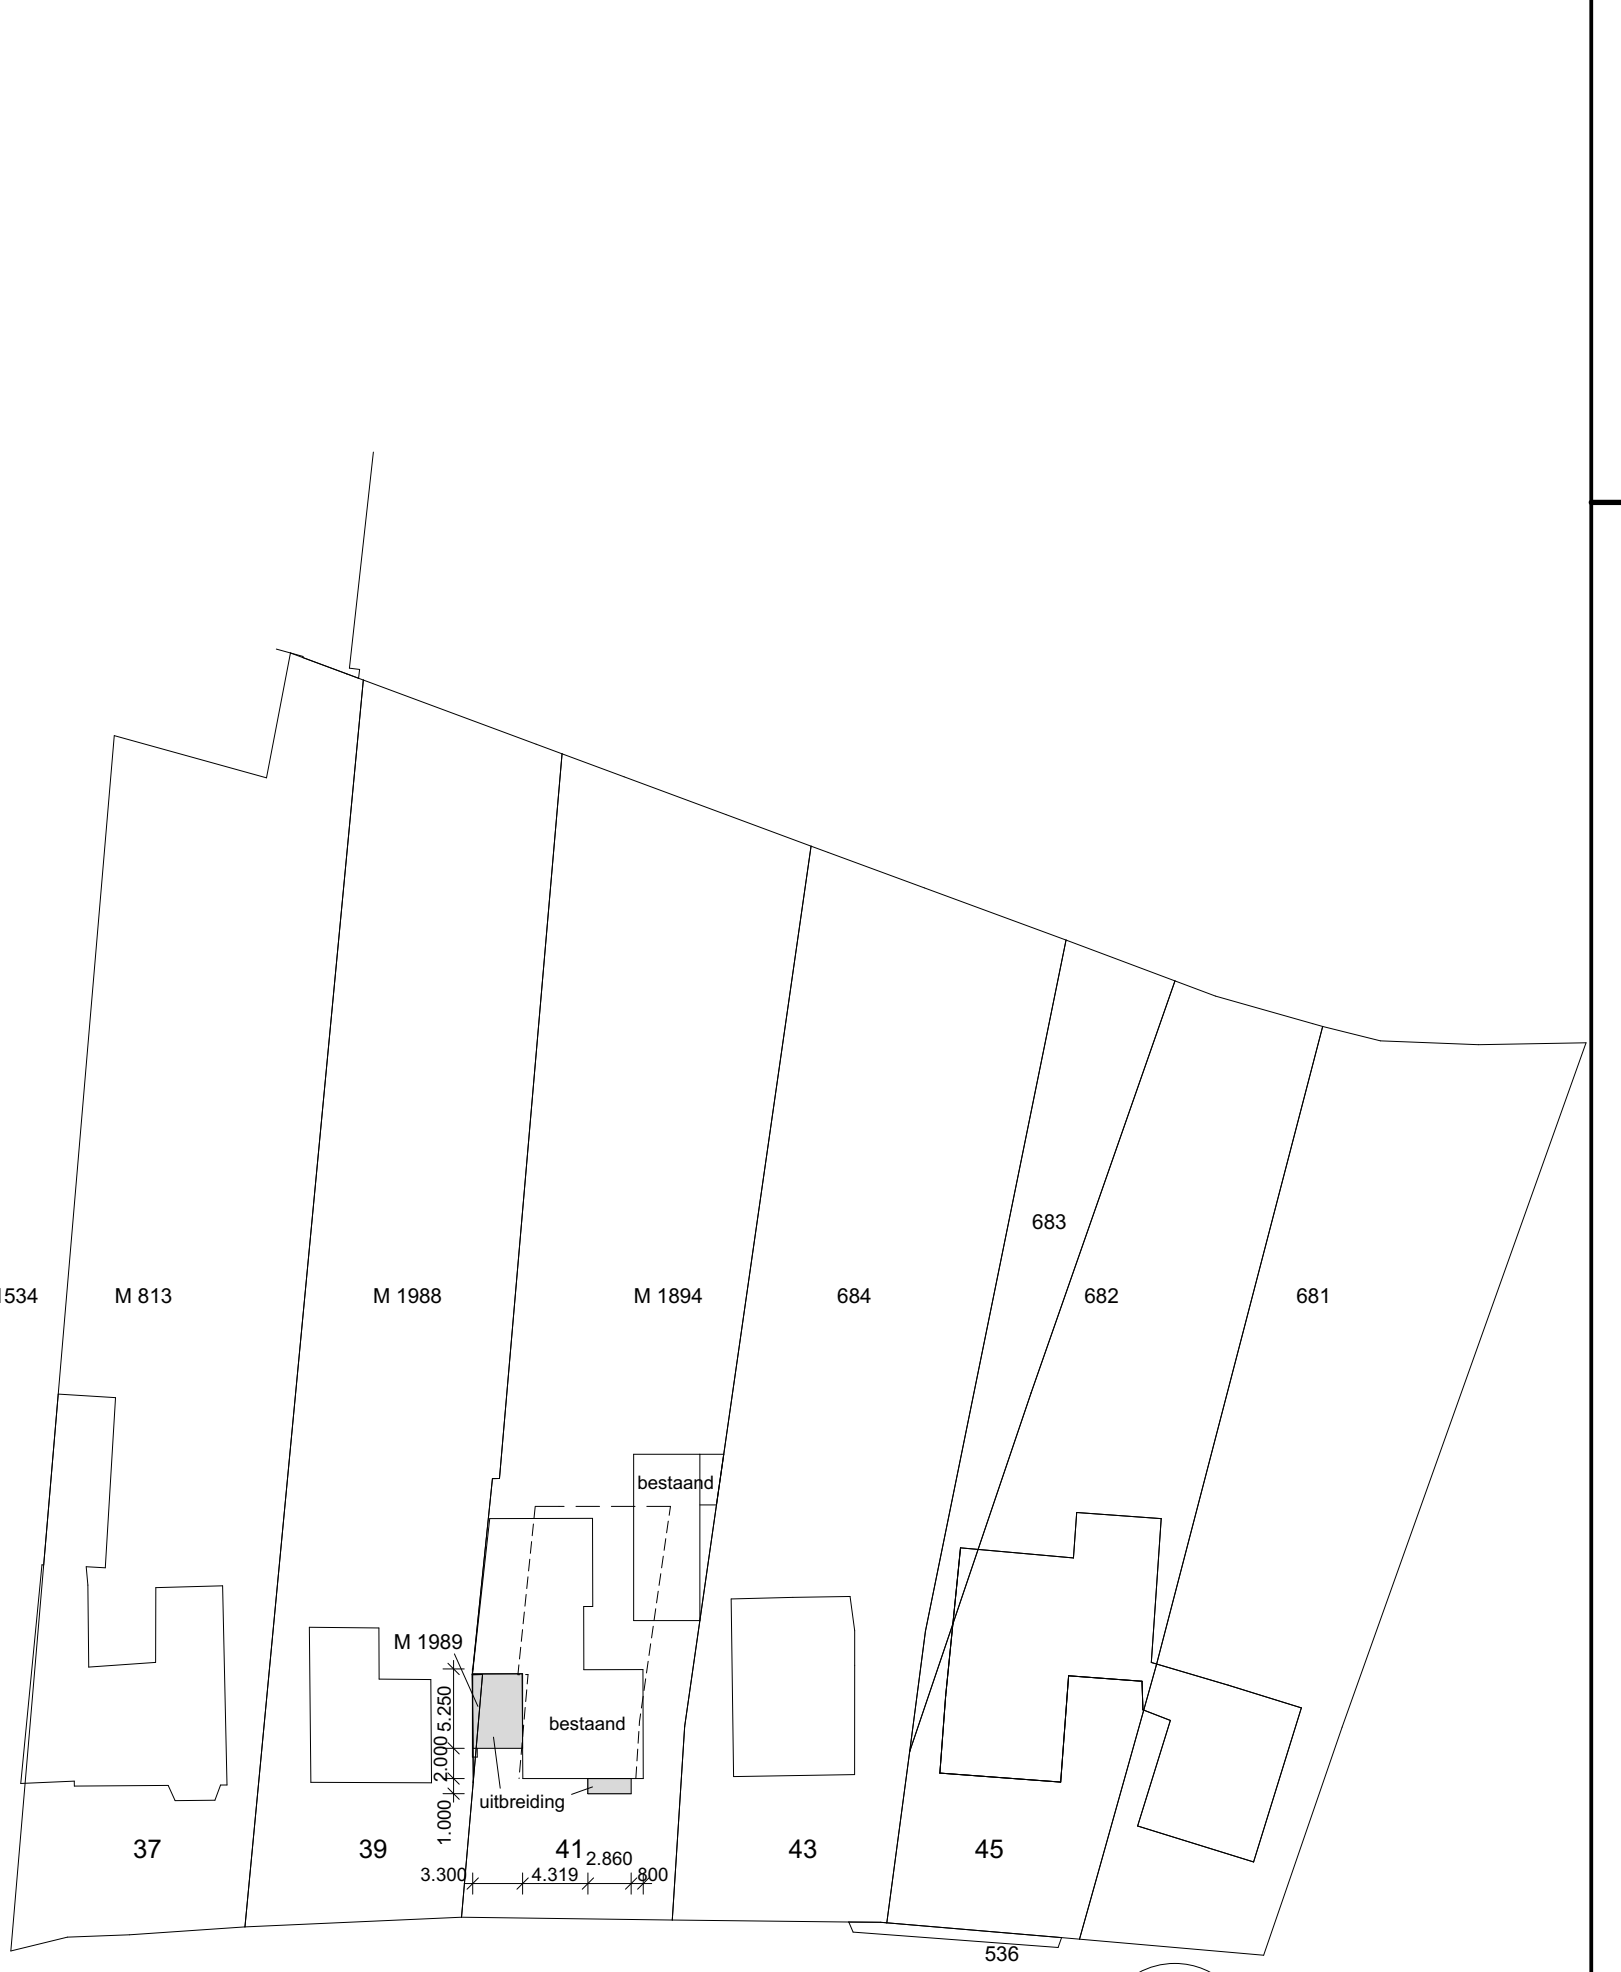 683
1534
M 813
M 1988
M 1894
684
682
681
bestaand
M 1989
5.250
bestaand
2.000
uitbreiding
1.000
37
39
41
43
45
2.860
3.300
4.319
800
536